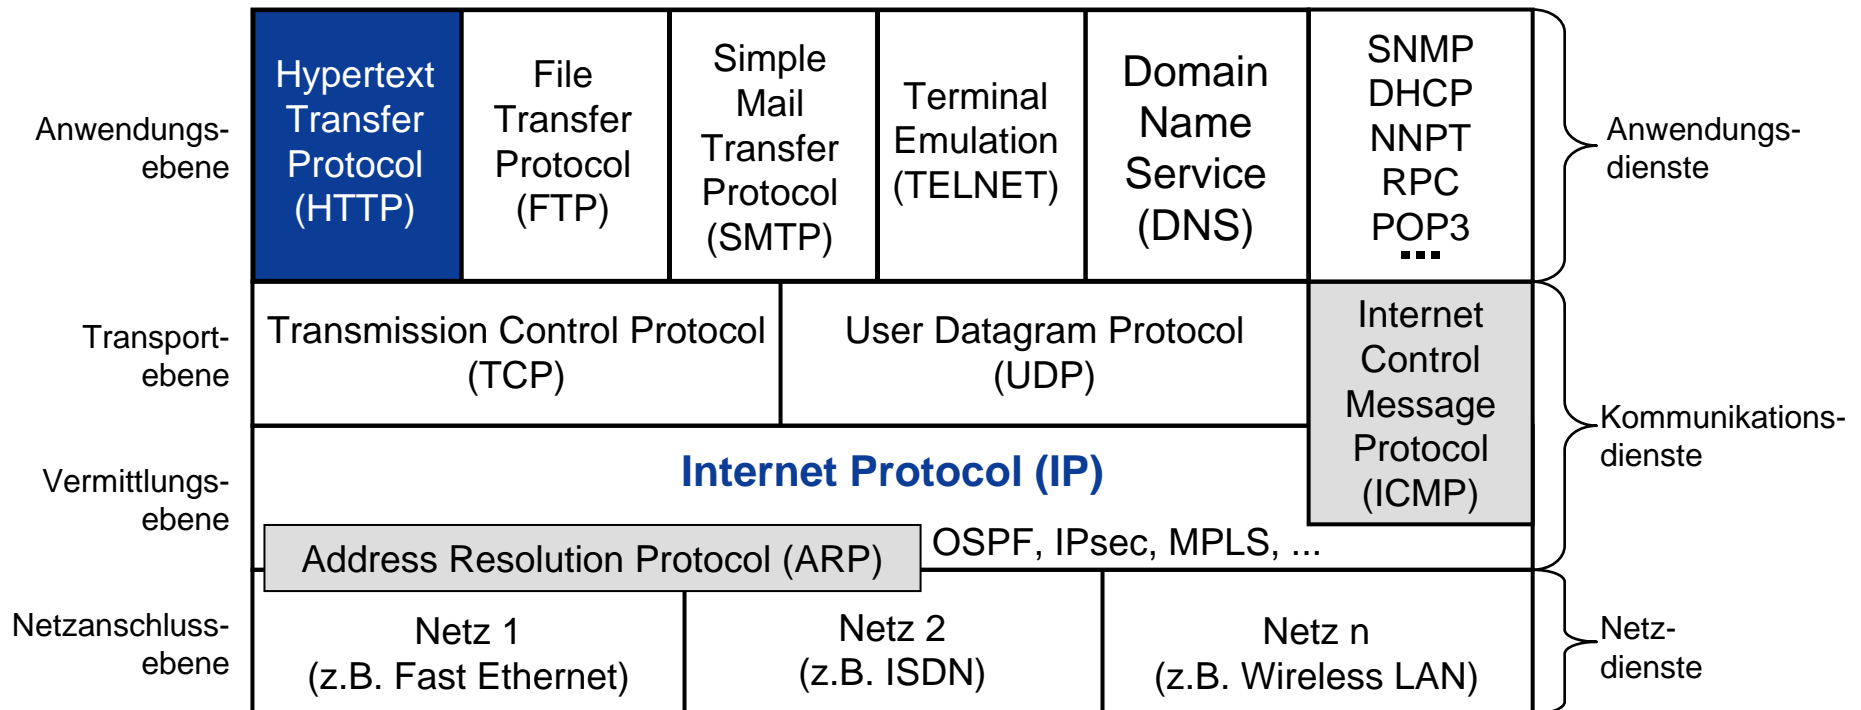 Anwendungs-
ebene
Hypertext
Transfer
Protocol
(HTTP)
File
Transfer
Protocol
(FTP)
Simple
Mail
Transfer
Protocol
(SMTP)
Terminal
Emulation
(TELNET)
Domain
Name
Service
(DNS)
SNMP
DHCP
NNPT
RPC
POP3
...
Anwendungs-
dienste
Transport-
ebene
Transmission Control Protocol
(TCP)
User Datagram Protocol
(UDP)
Internet
Control
Message
Protocol
(ICMP)
Kommunikations-
dienste
Vermittlungs-
ebene
Internet Protocol (IP)
Address Resolution Protocol (ARP)
OSPF, IPsec, MPLS, ...
Netzanschluss-
ebene
Netz 1
(z.B. Fast Ethernet)
Netz 2
(z.B. ISDN)
Netz n
(z.B. Wireless LAN)
Netz-
dienste